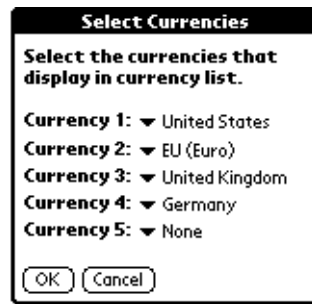 Select Currencies
Select the currencies that
display in currency list.
Currency 1: United States
Currency 2: EU (Euro)
Currency 3: United Kingdom
Currency 4: Germany
Currency 5: None
OK Cancel